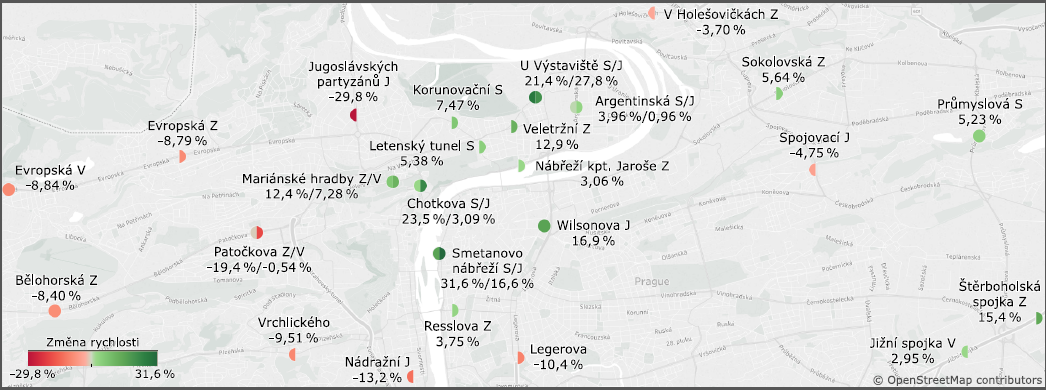 V Holešovičkách Z
-3,70 %
Jugoslávských
partyzánů J
-29,8 %
U Výstaviště S/J
21,4 %/27,8 %
Sokolovská Z
5,64 %
Korunovační S
7,47 %
Argentinská S/J
3,96 %/0,96 %
Průmyslová S
5,23 %
Evropská Z
-8,79 %
Veletržní Z
12,9 %
Spojovací J
-4,75 %
Letenský tunel S
5,38 %
Evropská V
-8,84 %
Mariánské hradby Z/V
12,4 %/7,28 %
Nábřeží kpt. Jaroše Z
3,06 %
Chotkova S/J
23,5 %/3,09 %
Wilsonova J
16,9 %
Patočkova Z/V
-19,4 %/-0,54 %
Smetanovo
nábřeží S/J
31,6 %/16,6 %
Prague
Bělohorská Z
-8,40 %
Štěrboholská
spojka Z
15,4 %
Vrchlického
-9,51 %
Resslova Z
3,75 %
Změna rychlosti
-29,8 %
31,6 %
Nádražní J
-13,2 %
Legerova
-10,4 %
Jižní spojka V
2,95 %
© OpenStreetMap contributors